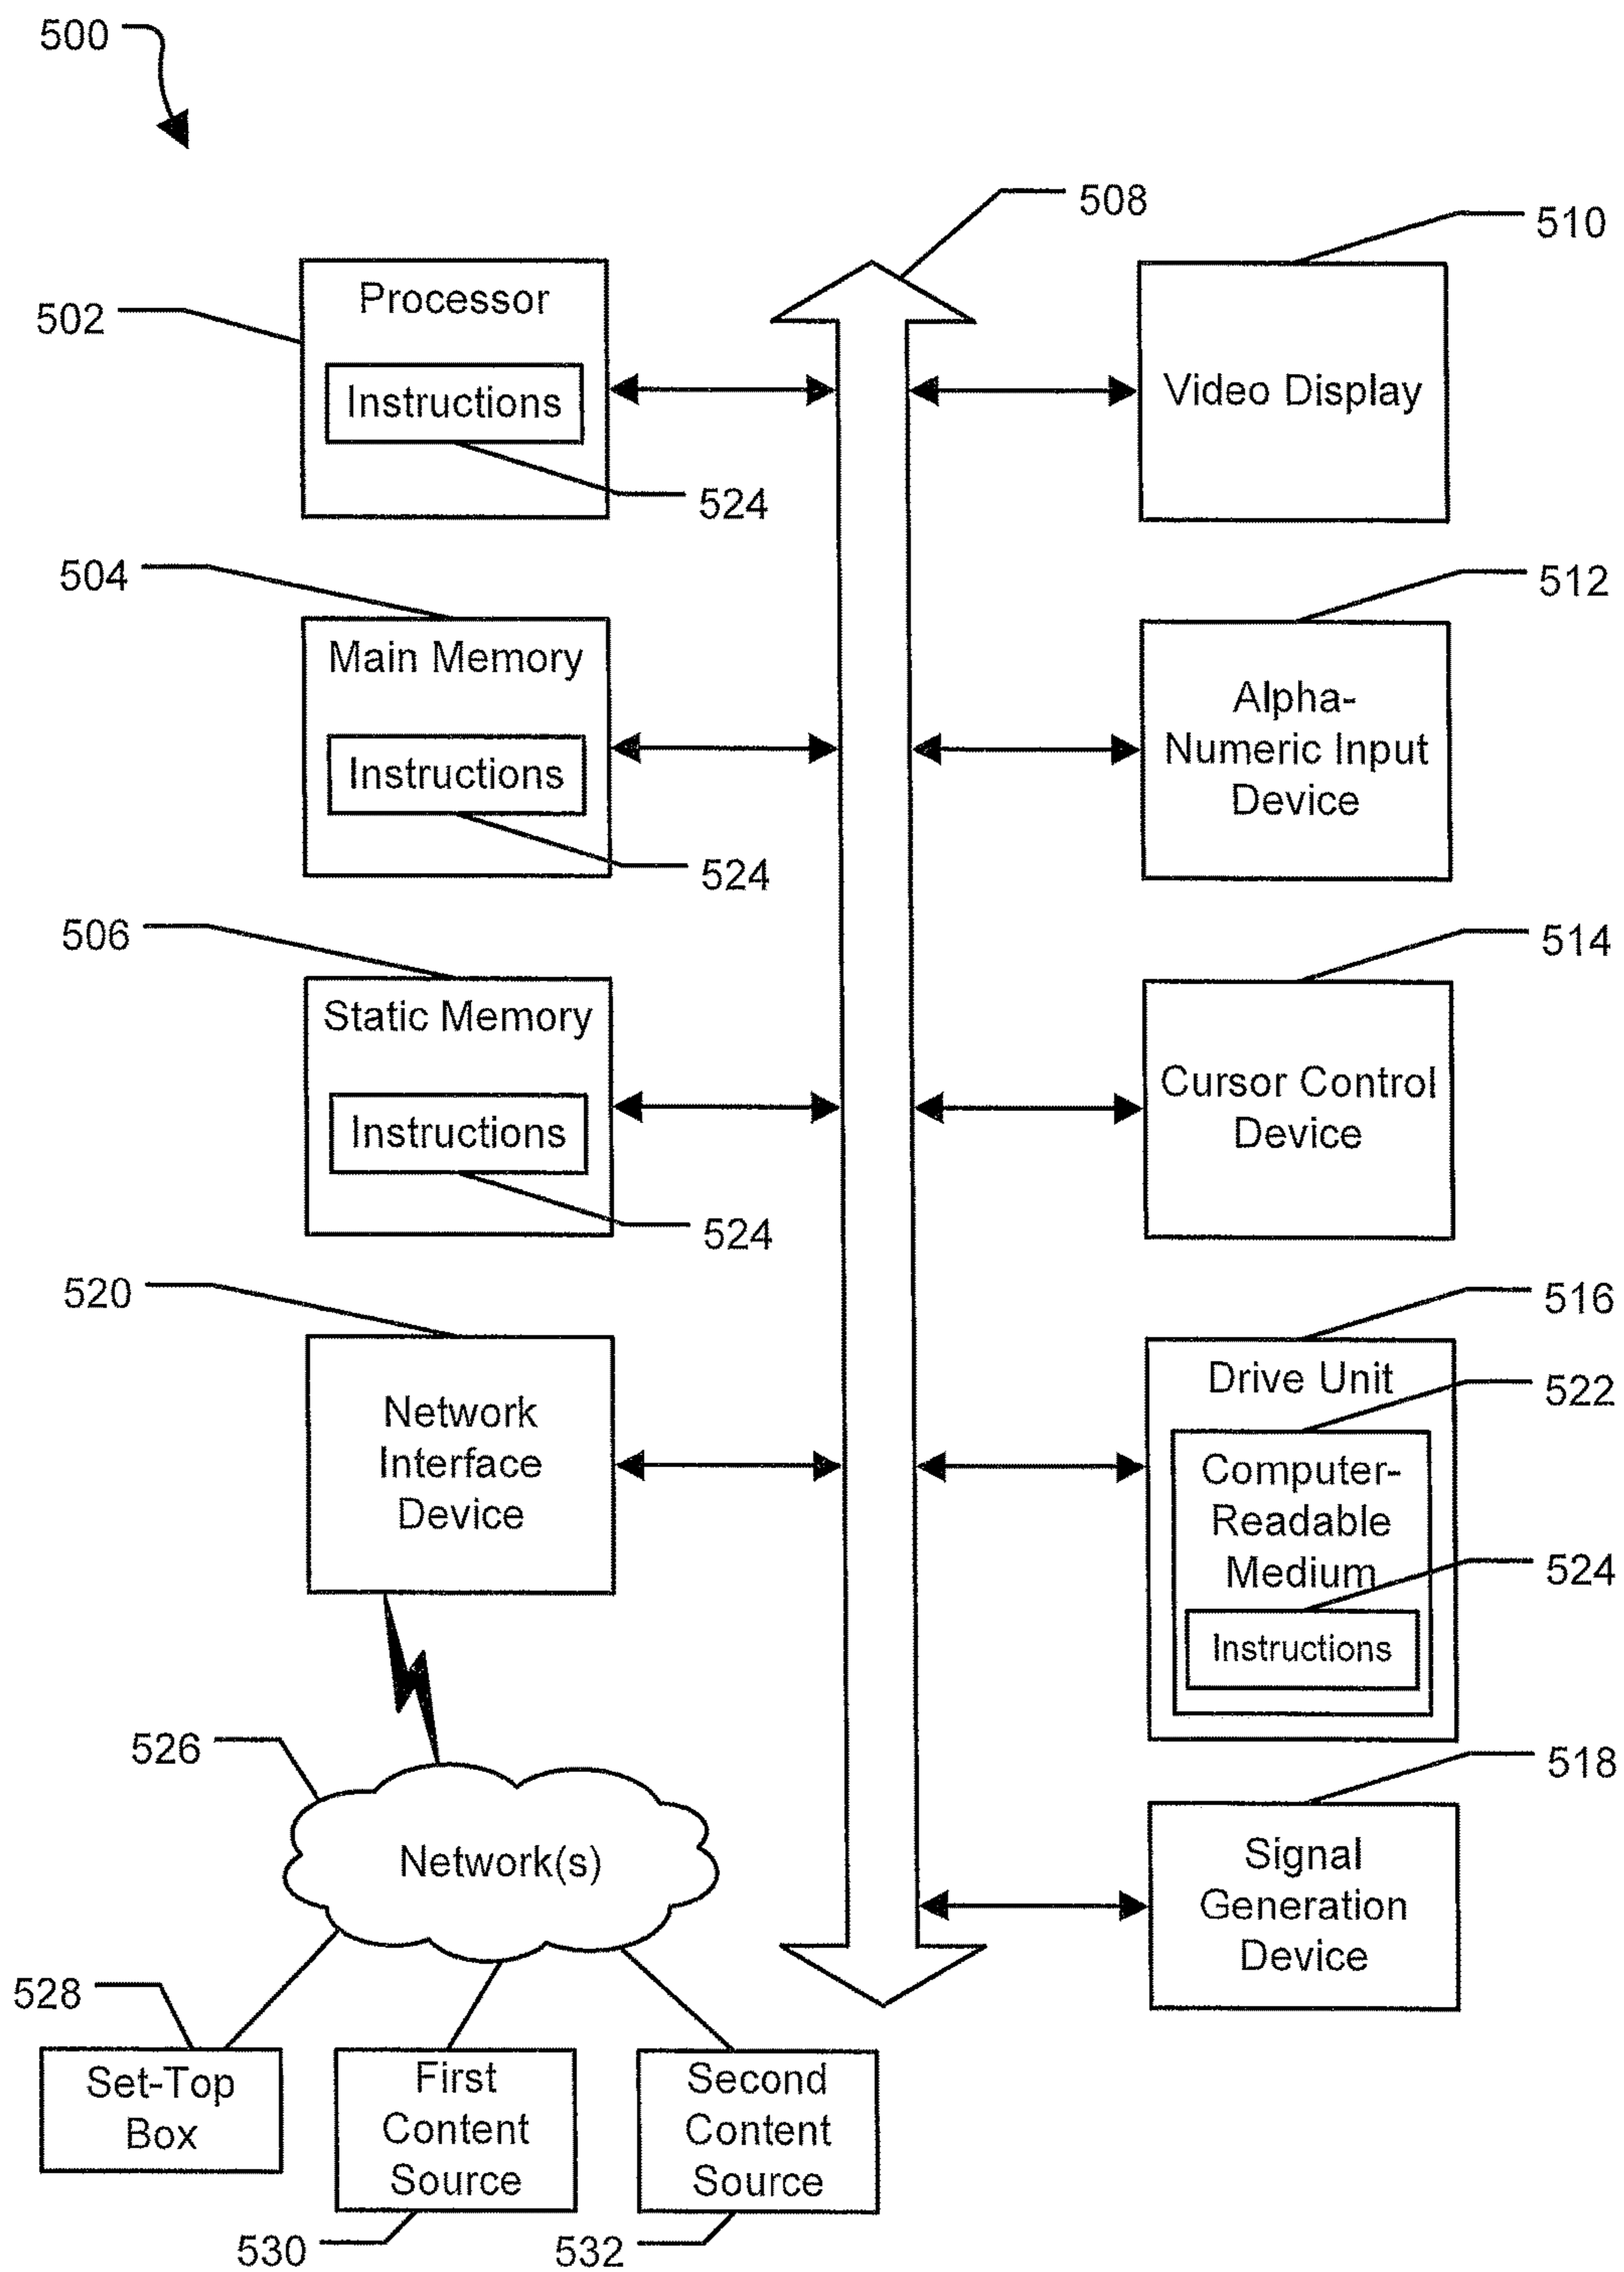 500
508
510
502
Processor
Instructions
524
Video Display
504
Main Memory
Instructions
524
512
Alpha-
Numeric Input
Device
506
Static Memory
Instructions
524
514
Cursor Control
Device
520
Network
Interface
Device
516
Drive Unit
522
Computer-
Readable
Medium
524
Instructions
526
Network(s)
518
Signal
Generation
Device
528
Set-Top
Box
First
Content
Source
530
Second
Content
Source
532